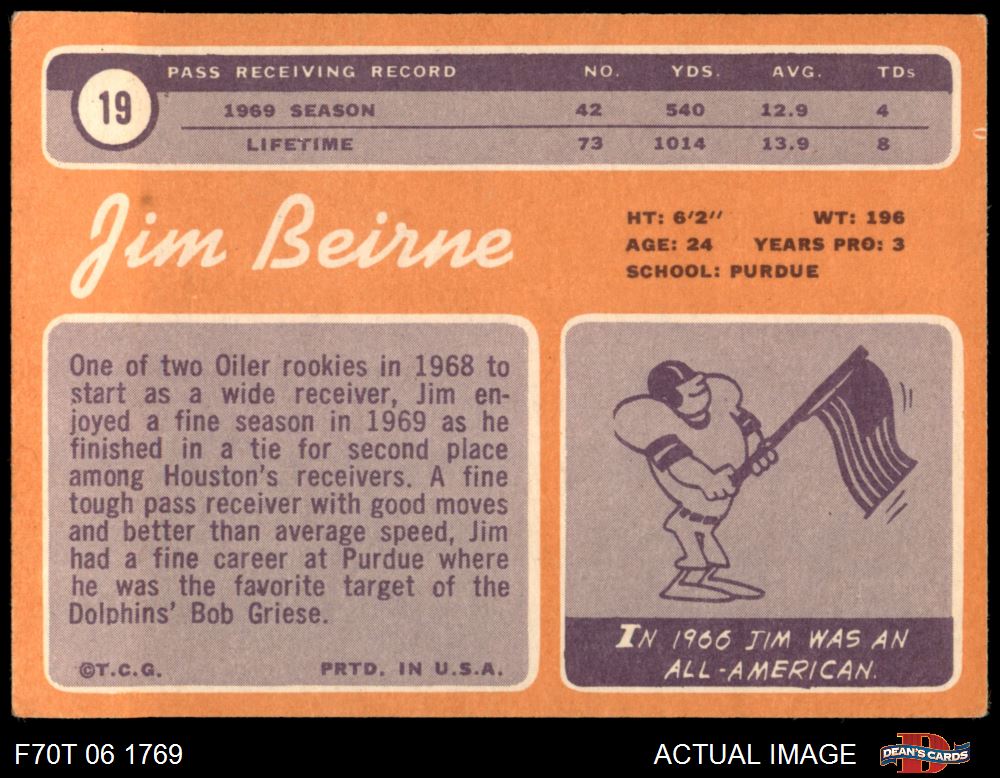 PASS RECEIVING RECORD NO. YDS. AVG. TDs
19
1969 SEASON 42 540 12.9 4
LIFETIME 73 1014 13.9 8
Jim Beirne
HT: 6'2" WT: 196
AGE: 24 YEARS PRO: 3
SCHOOL: PURDUE
One of two Oiler rookies in 1968 to
start as a wide receiver, Jim en-
joyed a fine season in 1969 as he
finished in a tie for second place
among Houston's receivers. A fine
tough pass receiver with good moves
and better than average speed, Jim
had a fine career at Purdue where
he was the favorite target of the
Dolphins' Bob Griese.
©T.C.G. PRTD. IN U.S.A.
IN 1966 JIM WAS AN
ALL-AMERICAN.
F70T 06 1769
ACTUAL IMAGE
DEAN'S CARDS